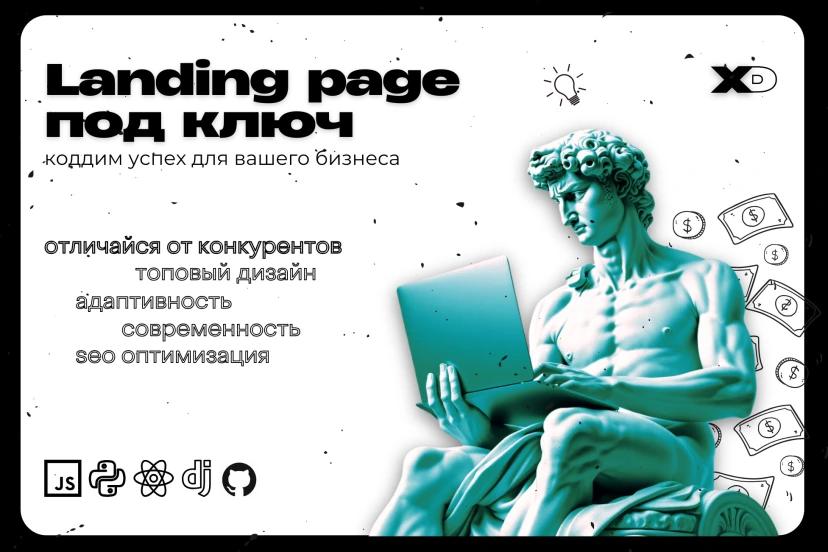 Landing page
под ключ
коддим успех для вашего бизнеса
XD
отличайся от конкурентов
топовый дизайн
адаптивность
современность
seo оптимизация
JS
dj